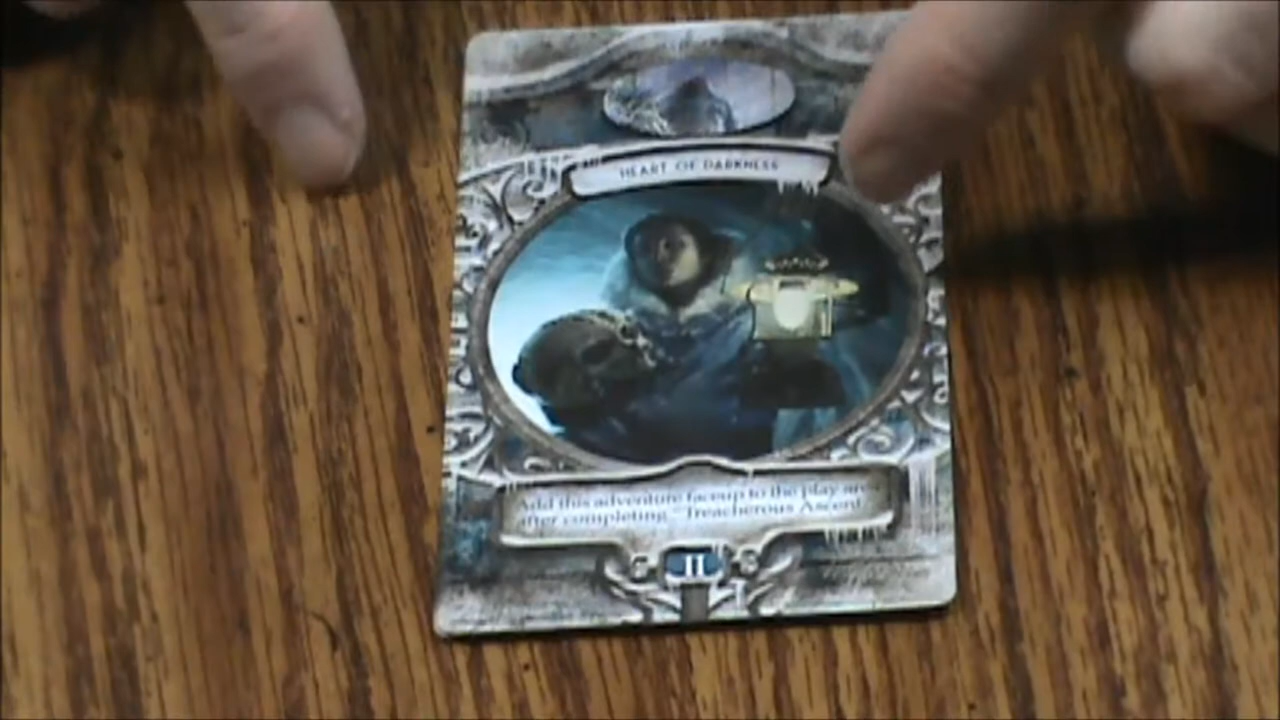 HEART OF DARKNESS
Add this adventure faceup to the play area
after completing "Treacherous Ascent."
II